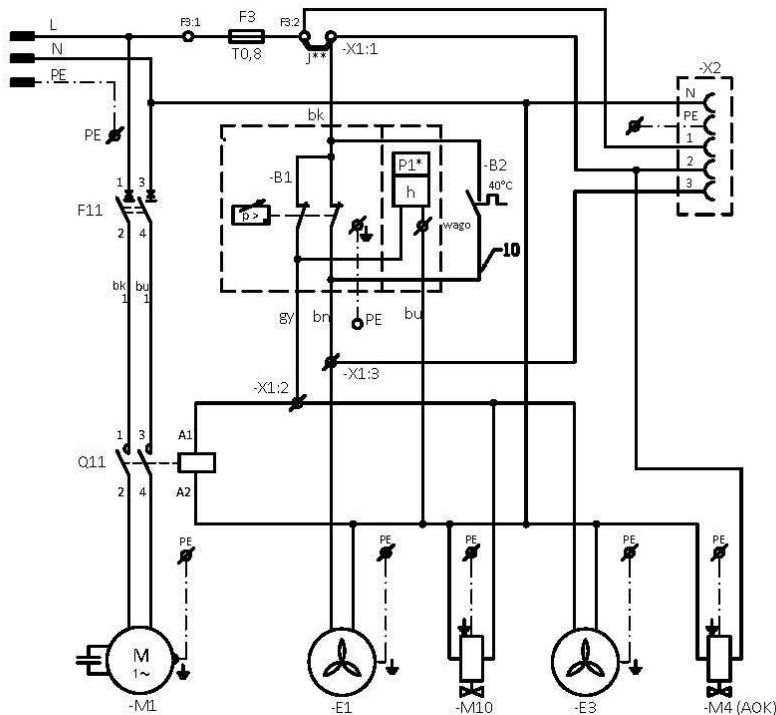 L
N
PE
F3:1
F3
T0,8
F3:2
J**
-X1:1
-X2
N
PE
1
2
3
PE
bk
-B1
P1*
h
-B2
40°C
p >
wago
10
1
3
F11
2
4
bk
1
bu
1
gy
bn
PE
bu
-X1:3
-X1:2
1
3
A1
Q11
2
4
A2
PE
PE
PE
PE
PE
M
1~
-M1
-E1
-M10
-E3
-M4 (AOK)